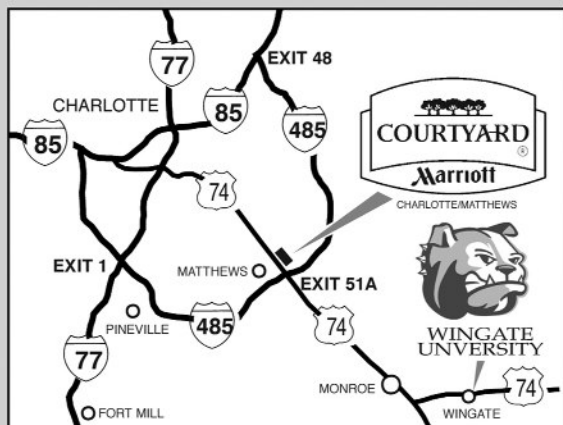 77
EXIT 48
CHARLOTTE
85
485
85
COURTYARD
®
Marriott
CHARLOTTE/MATTHEWS
74
EXIT 1
MATTHEWS
EXIT 51A
PINEVILLE
485
74
WINGATE
UNVERSITY
77
MONROE
74
WINGATE
FORT MILL